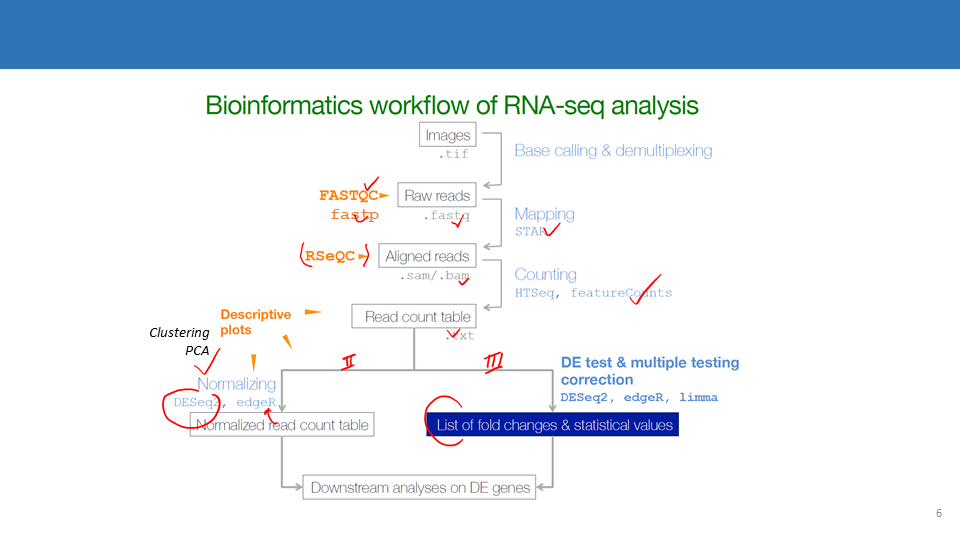 Bioinformatics workflow of RNA-seq analysis
Images
.tif
Base calling & demultiplexing
FASTQC
fastp
Raw reads
.fastq
Mapping
STAR
RSeQC
Aligned reads
.sam/.bam
Counting
HTSeq, featureCounts
Descriptive
plots
Read count table
.txt
Clustering
PCA
II
III
Normalizing
DESeq2, edgeR
DE test & multiple testing
correction
DESeq2, edgeR, limma
Normalized read count table
List of fold changes & statistical values
Downstream analyses on DE genes
6